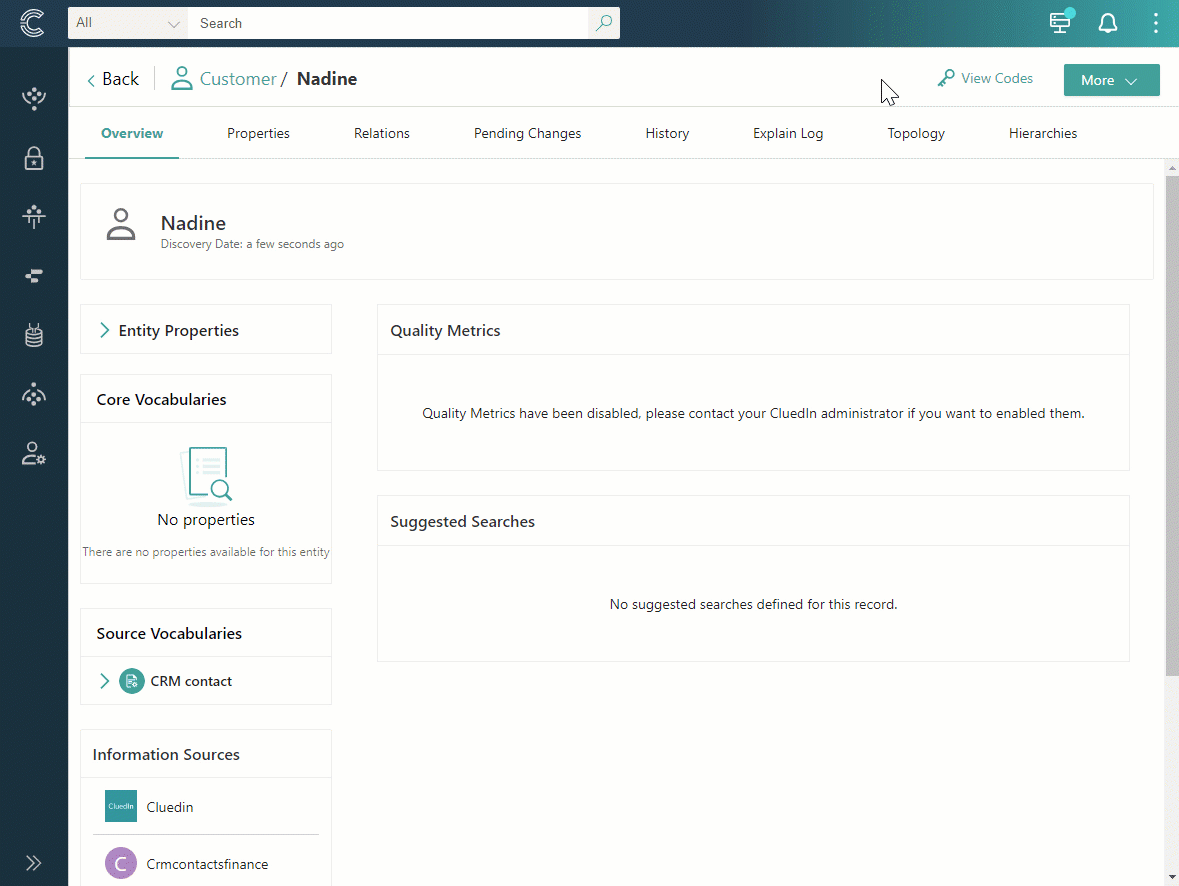 All
Search
Back
Customer / Nadine
View Codes
More
Overview
Properties
Relations
Pending Changes
History
Explain Log
Topology
Hierarchies
Nadine
Discovery Date: a few seconds ago
Entity Properties
Quality Metrics
Quality Metrics have been disabled, please contact your CluedIn administrator if you want to enabled them.
Core Vocabularies
No properties
There are no properties available for this entity
Suggested Searches
No suggested searches defined for this record.
Source Vocabularies
CRM contact
Information Sources
CluedIn
Cluedin
C
Crmcontactsfinance